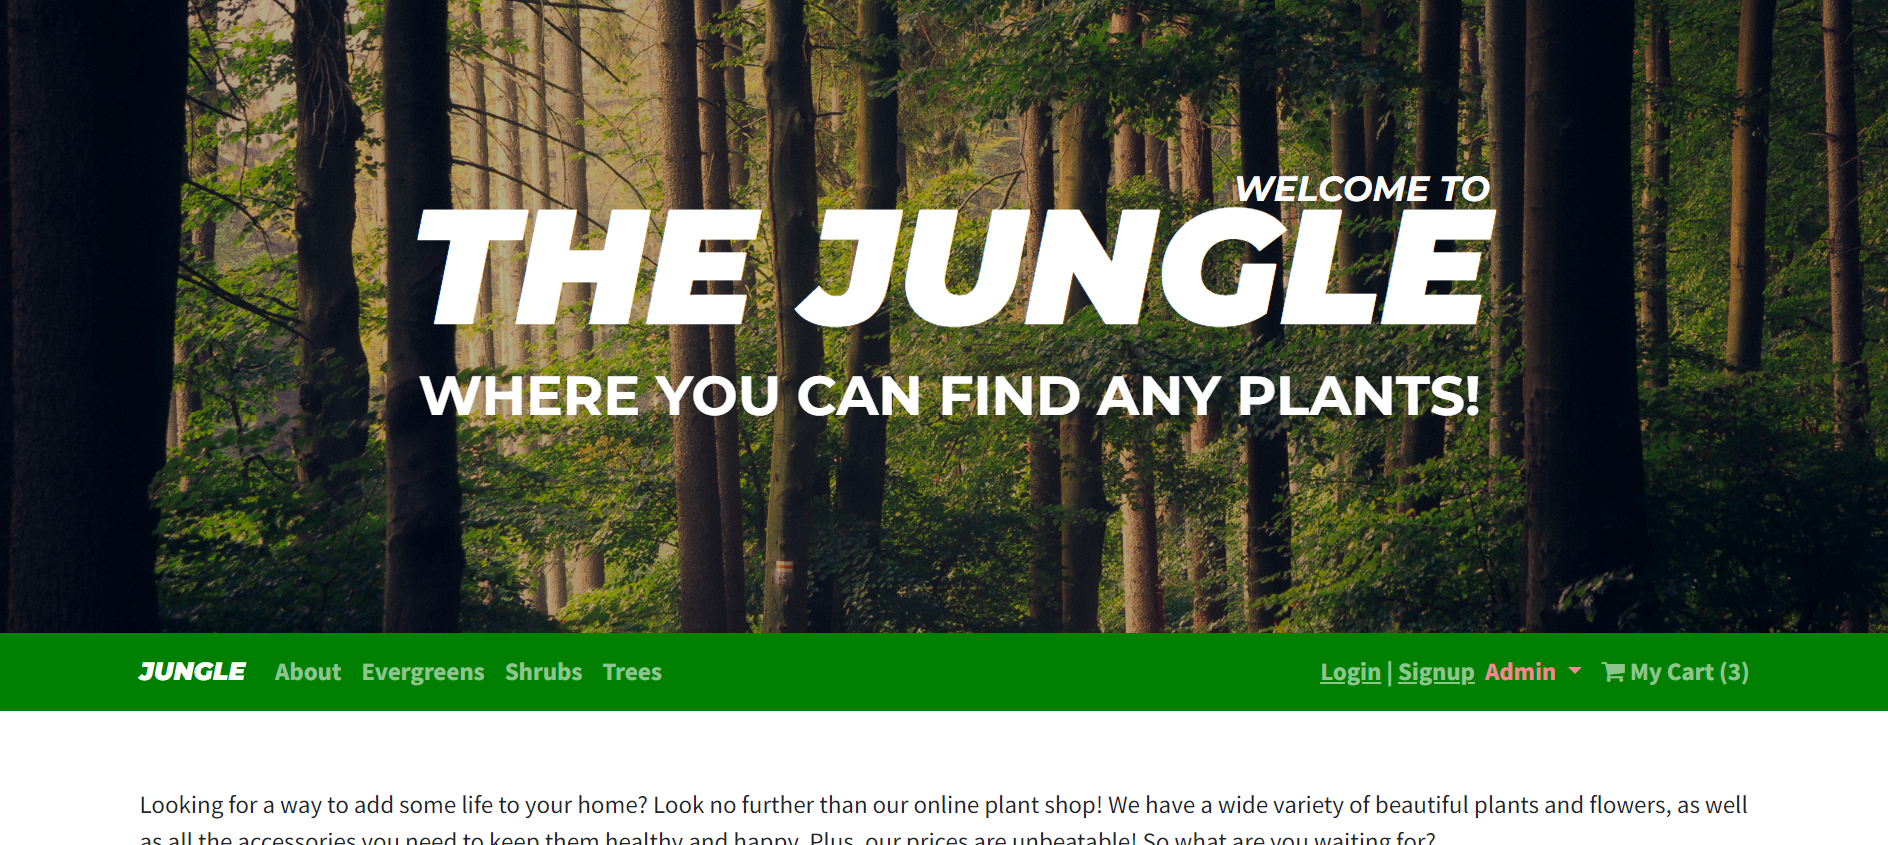 WELCOME TO
THE JUNGLE
WHERE YOU CAN FIND ANY PLANTS!
JUNGLE About Evergreens Shrubs Trees Login | Signup Admin My Cart (3)
Looking for a way to add some life to your home? Look no further than our online plant shop! We have a wide variety of beautiful plants and flowers, as well
as all the accessories you need to keep them healthy and happy. Plus, our prices are unbeatable! So what are you waiting for?